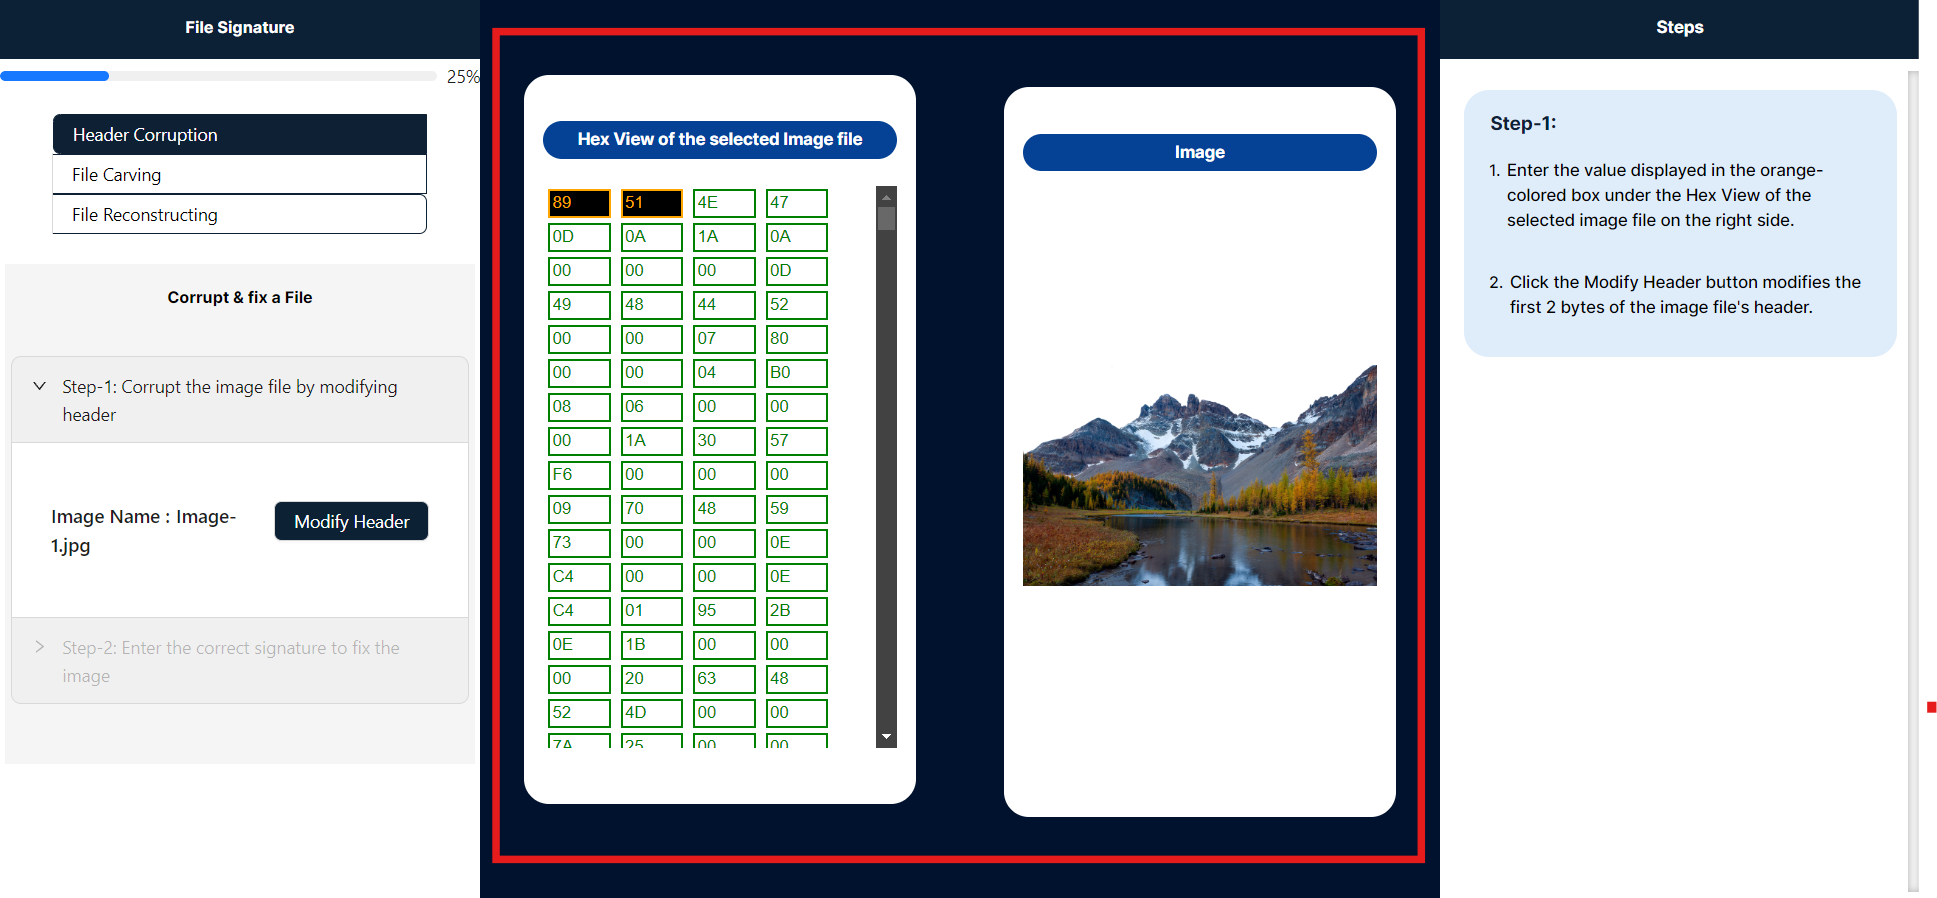 File Signature
25%
Header Corruption
File Carving
File Reconstructing
Corrupt & fix a File
Step-1: Corrupt the image file by modifying
header
Image Name : Image-
1.jpg
Modify Header
Step-2: Enter the correct signature to fix the
image
Hex View of the selected Image file
89 51 4E 47
0D 0A 1A 0A
00 00 00 0D
49 48 44 52
00 00 07 80
00 00 04 B0
08 06 00 00
00 1A 30 57
F6 00 00 00
09 70 48 59
73 00 00 0E
C4 00 00 0E
C4 01 95 2B
0E 1B 00 00
00 20 63 48
52 4D 00 00
7A 25 00 00
Image
Steps
Step-1:
1. Enter the value displayed in the orange-
colored box under the Hex View of the
selected image file on the right side.
2. Click the Modify Header button modifies the
first 2 bytes of the image file's header.